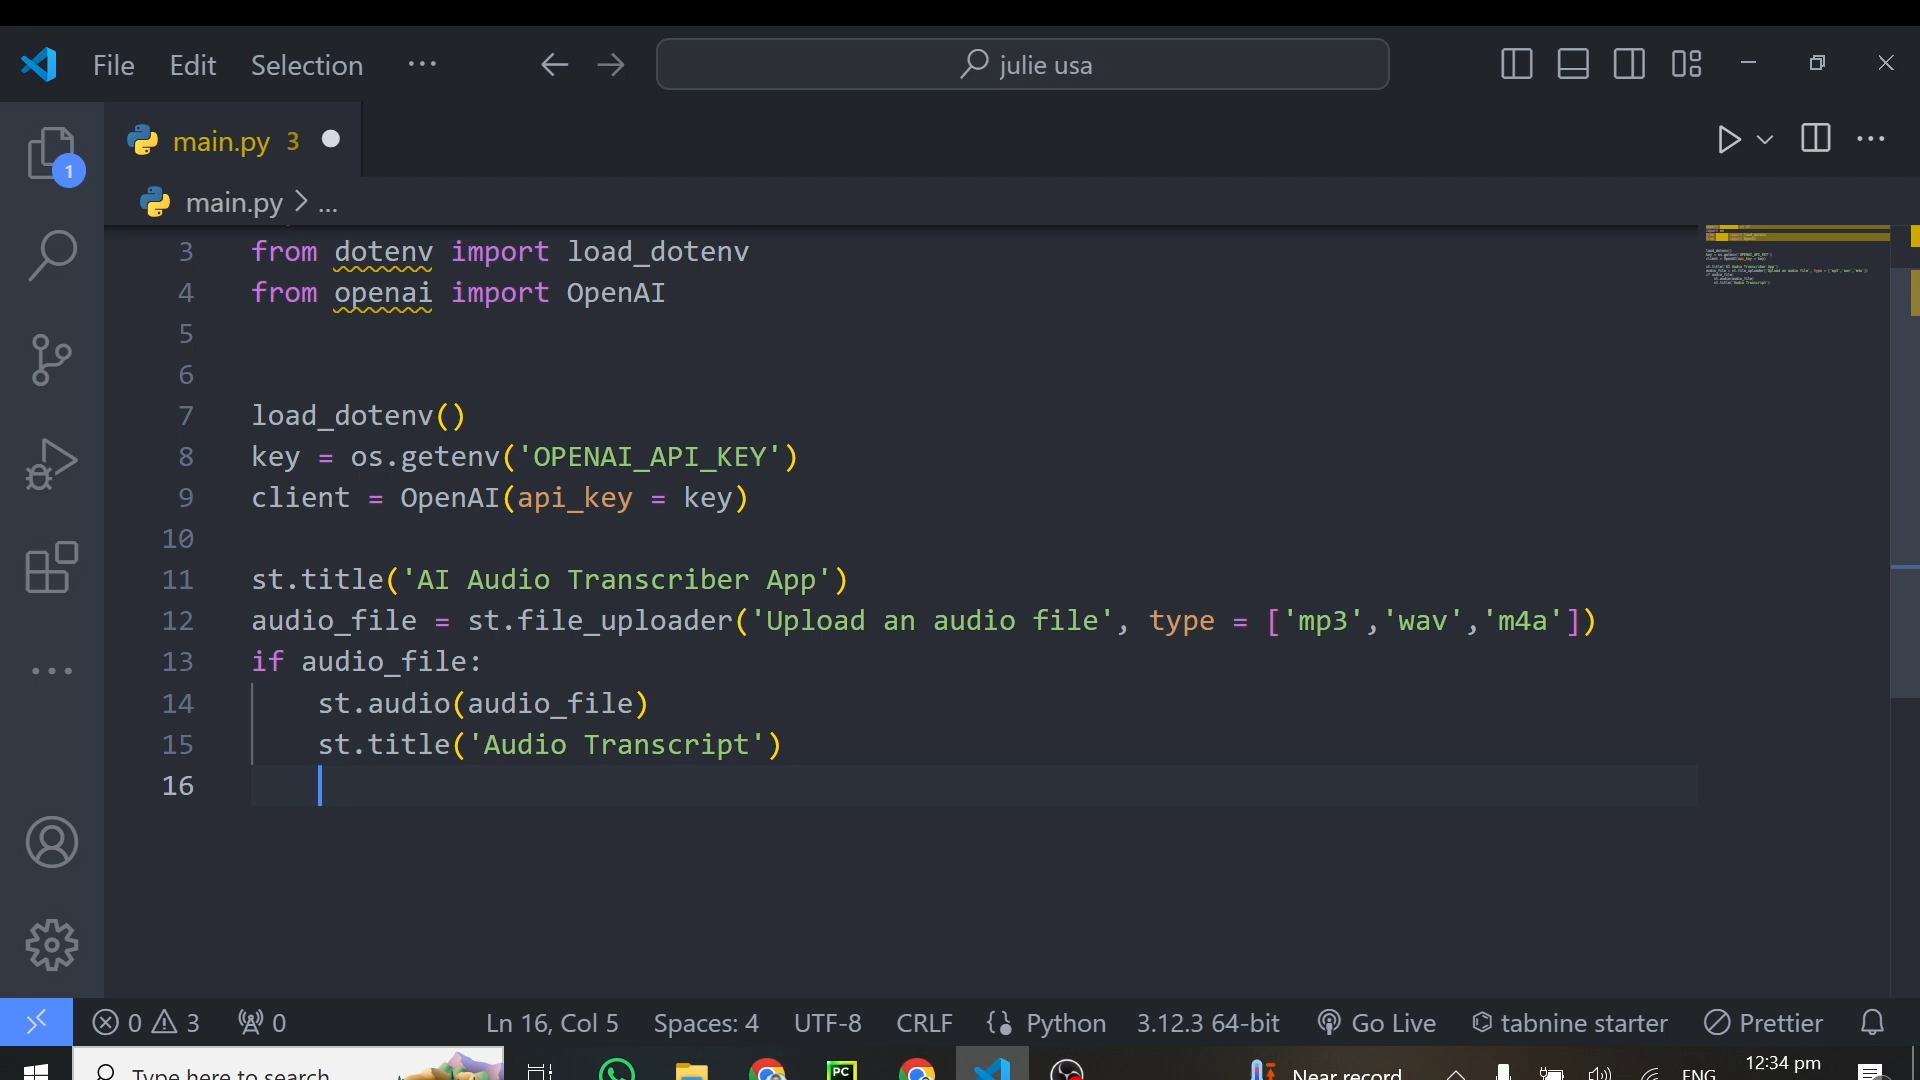 File Edit Selection ···
julie usa
main.py 3
main.py > ...
1
3 from dotenv import load_dotenv
4 from openai import OpenAI
5
6
7 load_dotenv()
8 key = os.getenv('OPENAI_API_KEY')
9 client = OpenAI(api_key = key)
10
11 st.title('AI Audio Transcriber App')
12 audio_file = st.file_uploader('Upload an audio file', type = ['mp3','wav','m4a'])
13 if audio_file:
14 st.audio(audio_file)
15 st.title('Audio Transcript')
16
0 3 0 Ln 16, Col 5 Spaces: 4 UTF-8 CRLF {} Python 3.12.3 64-bit Go Live tabnine starter Prettier
Type here to search PC Near record ENG 12:34 pm